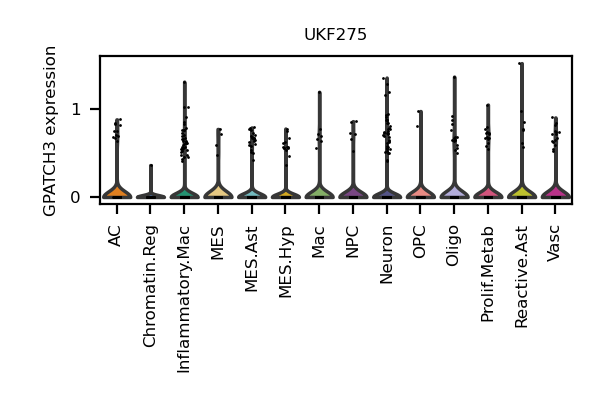 UKF275
GPATCH3 expression
1
0
AC
Chromatin.Reg
Inflammatory.Mac
MES
MES.Ast
MES.Hyp
Mac
NPC
Neuron
OPC
Oligo
Prolif.Metab
Reactive.Ast
Vasc